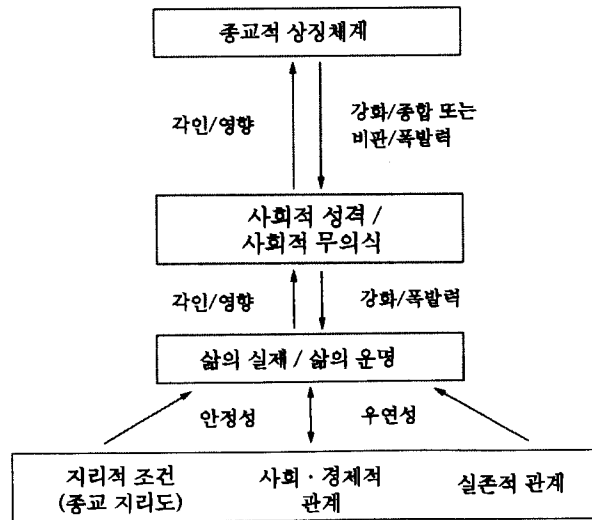 종교적 상징체계
각인/영향
강화/종합 또는
비판/폭발력
사회적 성격 /
사회적 무의식
각인/영향
강화/폭발력
삶의 실재 / 삶의 운명
안정성
우연성
지리적 조건
(종교 지리도)
사회 · 경제적
관계
실존적 관계